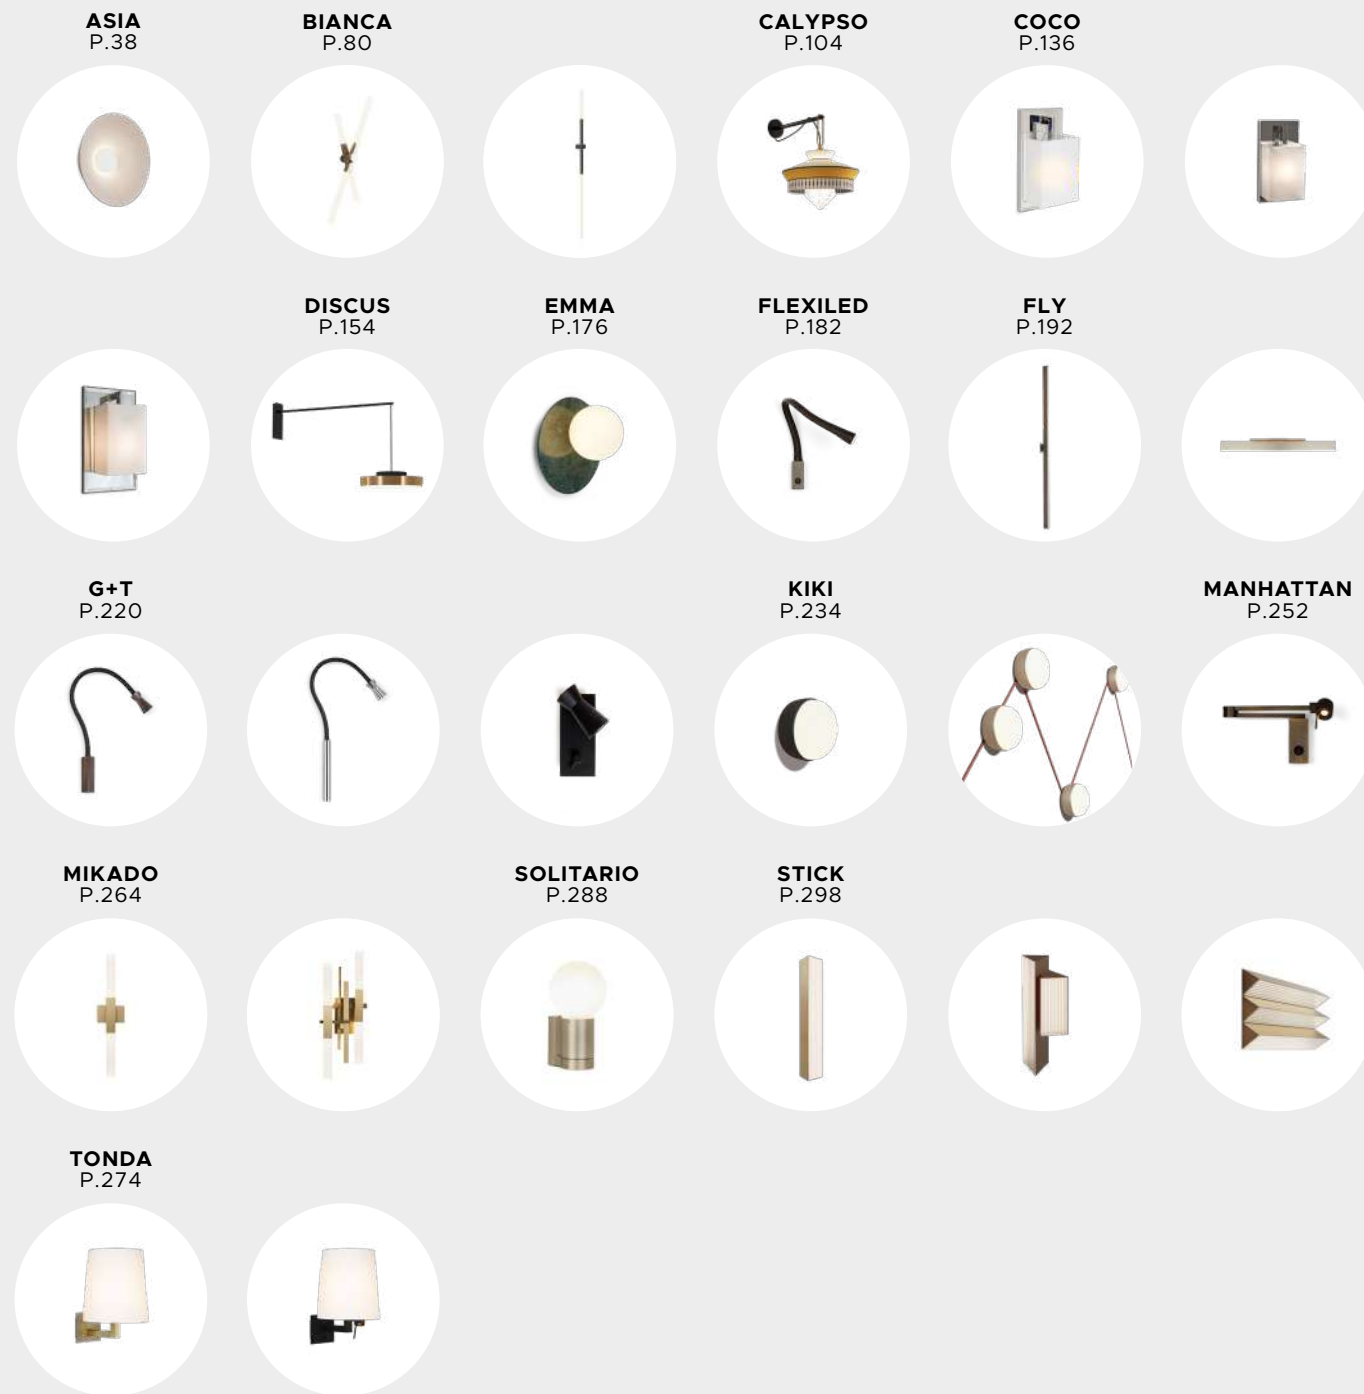 ASIA
P.38
BIANCA
P.80
CALYPSO
P.104
COCO
P.136
DISCUS
P.154
EMMA
P.176
FLEXILED
P.182
FLY
P.192
G+T
P.220
KIKI
P.234
MANHATTAN
P.252
MIKADO
P.264
SOLITARIO
P.288
STICK
P.298
TONDA
P.274